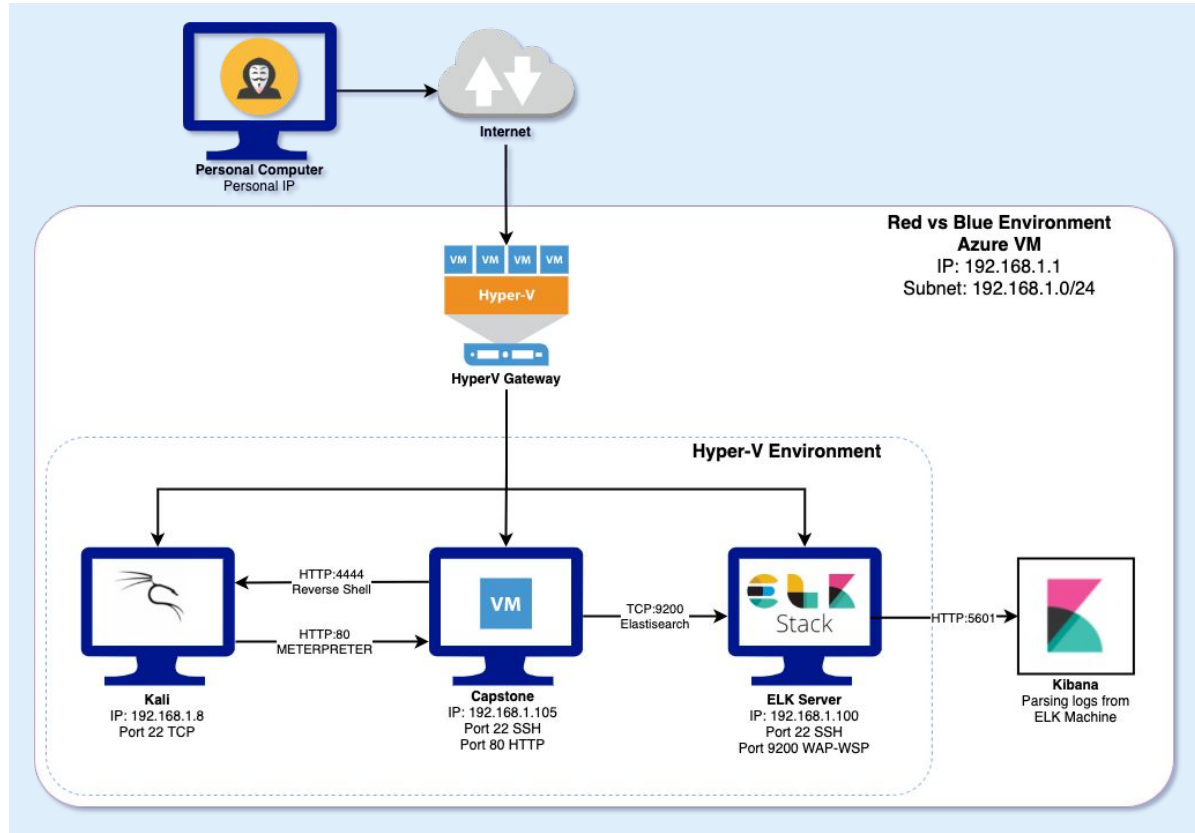 Internet
Personal Computer
Personal IP
Red vs Blue Environment
Azure VM
IP: 192.168.1.1
Subnet: 192.168.1.0/24
VM VM VM VM
Hyper-V
HyperV Gateway
Hyper-V Environment
HTTP:4444
Reverse Shell
HTTP:80
METERPRETER
VM
TCP:9200
Elastisearch
ELK
Stack
HTTP:5601
Kali
IP: 192.168.1.8
Port 22 TCP
Capstone
IP: 192.168.1.105
Port 22 SSH
Port 80 HTTP
ELK Server
IP: 192.168.1.100
Port 22 SSH
Port 9200 WAP-WSP
Kibana
Parsing logs from
ELK Machine